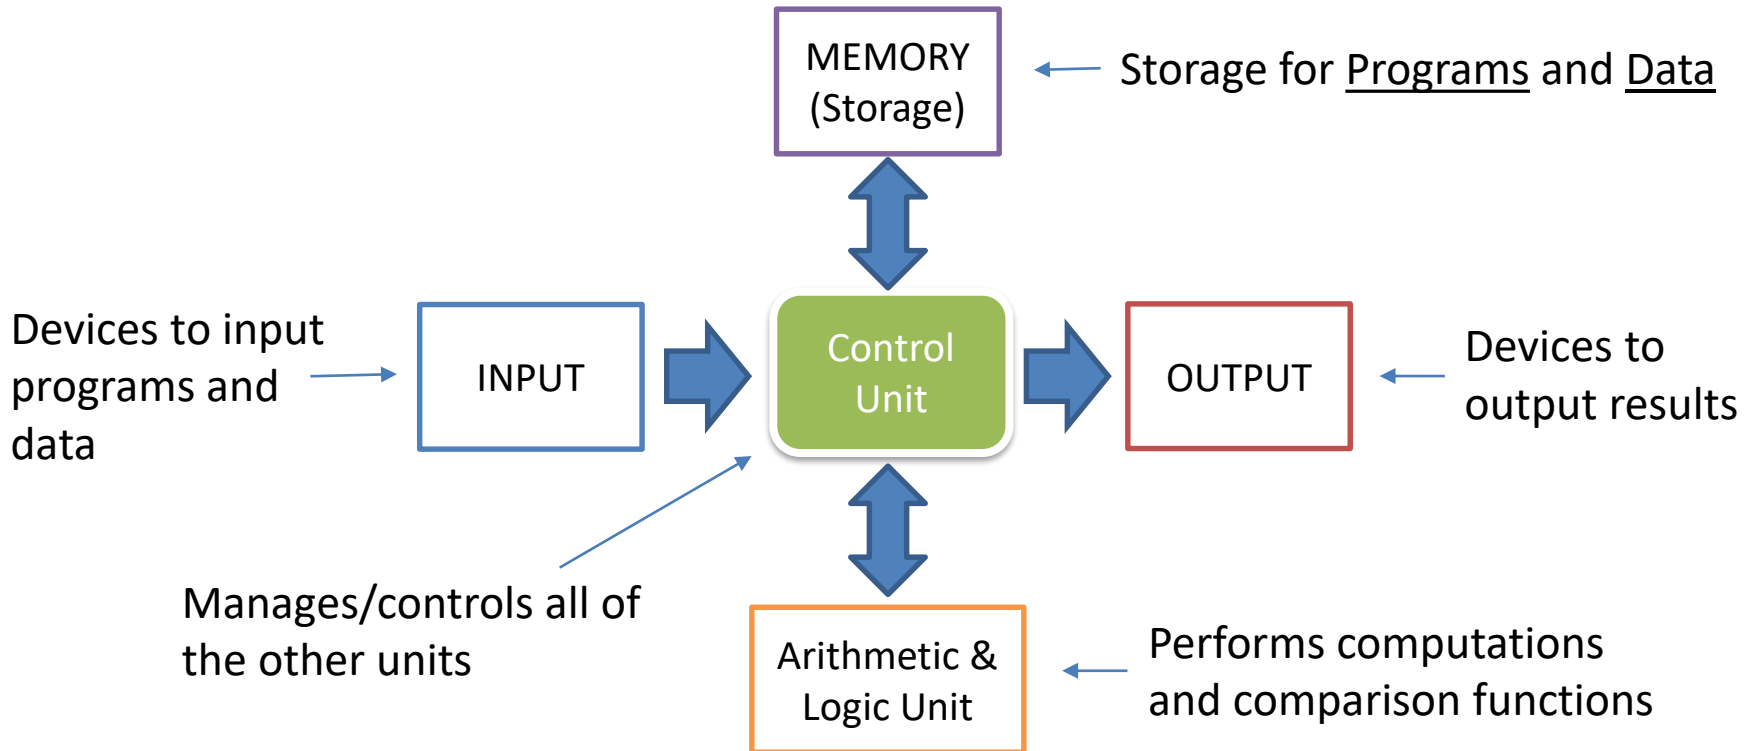 MEMORY
(Storage)
Storage for Programs and Data
Devices to input
programs and
data
INPUT
Control
Unit
OUTPUT
Devices to
output results
Manages/controls all of
the other units
Arithmetic &
Logic Unit
Performs computations
and comparison functions